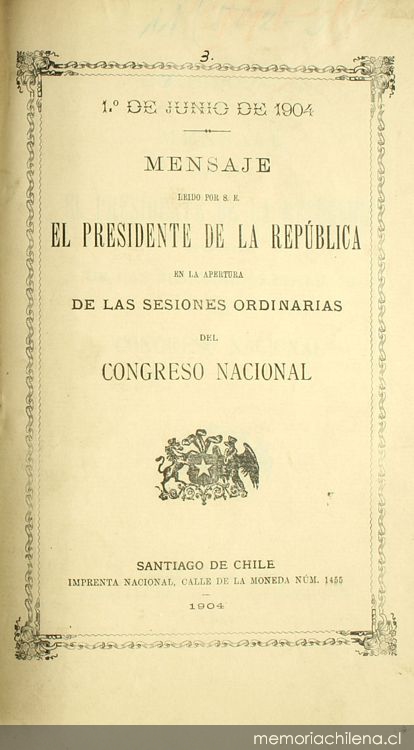 3.
1.º DE JUNIO DE 1904
MENSAJE
LEIDO POR S. E.
EL PRESIDENTE DE LA REPÚBLICA
EN LA APERTURA
DE LAS SESIONES ORDINARIAS
DEL
CONGRESO NACIONAL
SANTIAGO DE CHILE
IMPRENTA NACIONAL, CALLE DE LA MONEDA NÚM. 1455
1904
memoriachilena.cl